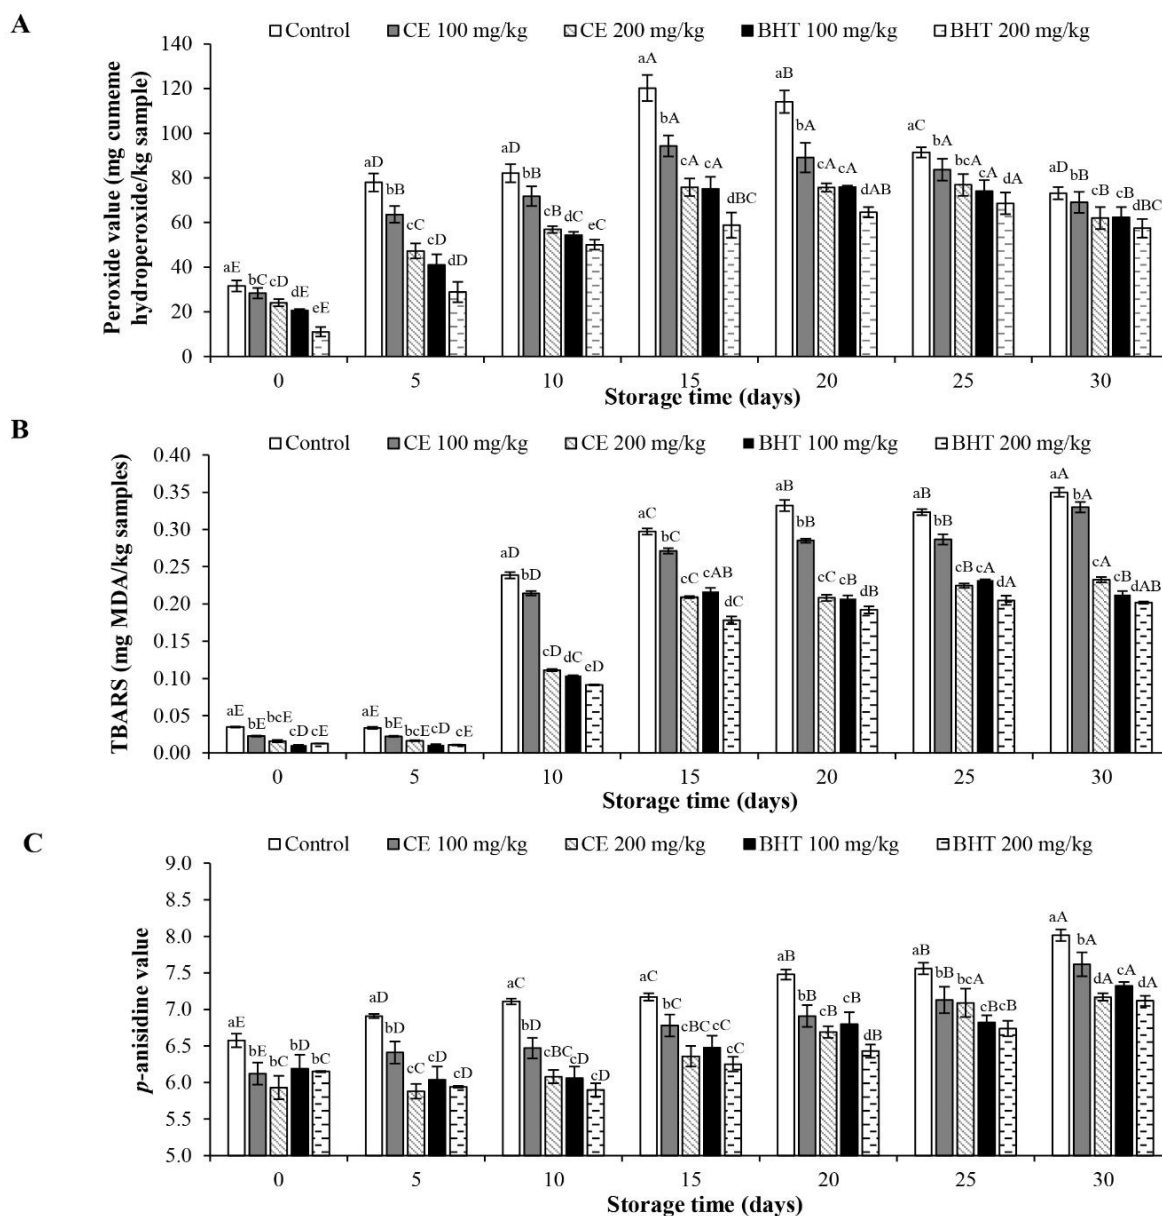 A
Control CE 100 mg/kg CE 200 mg/kg BHT 100 mg/kg BHT 200 mg/kg
Peroxide value (mg cumeme
hydroperoxide/kg sample)
140
120
100
80
60
40
20
0
aE bC cD dE eE
aD bB cC cD dD
aD bB cB dC eC
aA bA cA cA dBC
aB bA cA cA dAB
aC bA bcA cA dA
aD bB cB cB dBC
0 5 10 15 20 25 30
Storage time (days)
B
Control CE 100 mg/kg CE 200 mg/kg BHT 100 mg/kg BHT 200 mg/kg
TBARS (mg MDA/kg samples)
0.40
0.35
0.30
0.25
0.20
0.15
0.10
0.05
0.00
aE bE bcE cD cE
aE bE bcE cD cE
aD bD cD dC eD
aC bC cC cAB dC
aB bB cC cB dB
aB bB cB cA dA
aA bA cA cB dAB
0 5 10 15 20 25 30
Storage time (days)
C
Control CE 100 mg/kg CE 200 mg/kg BHT 100 mg/kg BHT 200 mg/kg
p-anisidine value
9.0
8.5
8.0
7.5
7.0
6.5
6.0
5.5
5.0
aE bE bC bD bC
aD bD cC cD cD
aC bD cBC cD cD
aC bC cBC cC cC
aB bB cB cB dB
aB bB bcA cB cB
aA bA dA cA dA
0 5 10 15 20 25 30
Storage time (days)